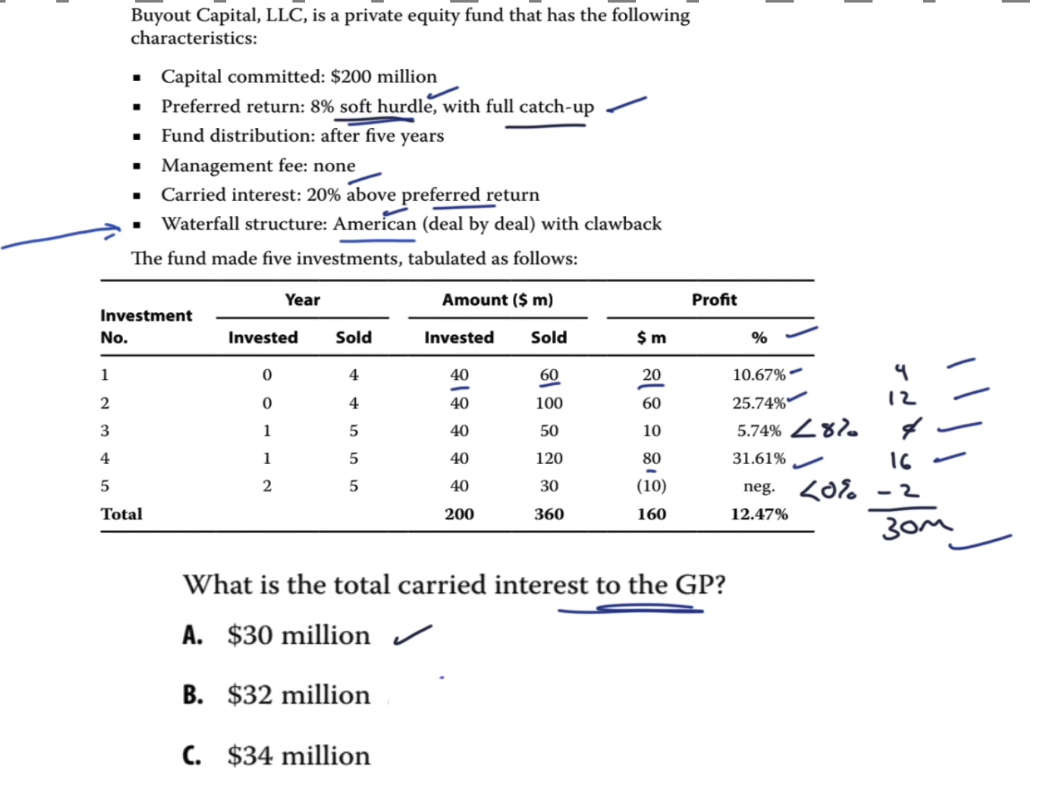 Buyout Capital, LLC, is a private equity fund that has the following
characteristics:
▪ Capital committed: $200 million
▪ Preferred return: 8% soft hurdle, with full catch-up
▪ Fund distribution: after five years
▪ Management fee: none
▪ Carried interest: 20% above preferred return
▪ Waterfall structure: American (deal by deal) with clawback
The fund made five investments, tabulated as follows:
Year Amount ($ m) Profit
Investment
No. Invested Sold Invested Sold $ m %
1 0 4 40 60 20 10.67% 4
2 0 4 40 100 60 25.74% 12
3 1 5 40 50 10 5.74% <8%
4 1 5 40 120 80 31.61% 16
5 2 5 40 30 (10) neg. <0% -2
Total 200 360 160 12.47% 30m
What is the total carried interest to the GP?
A. $30 million
B. $32 million
C. $34 million